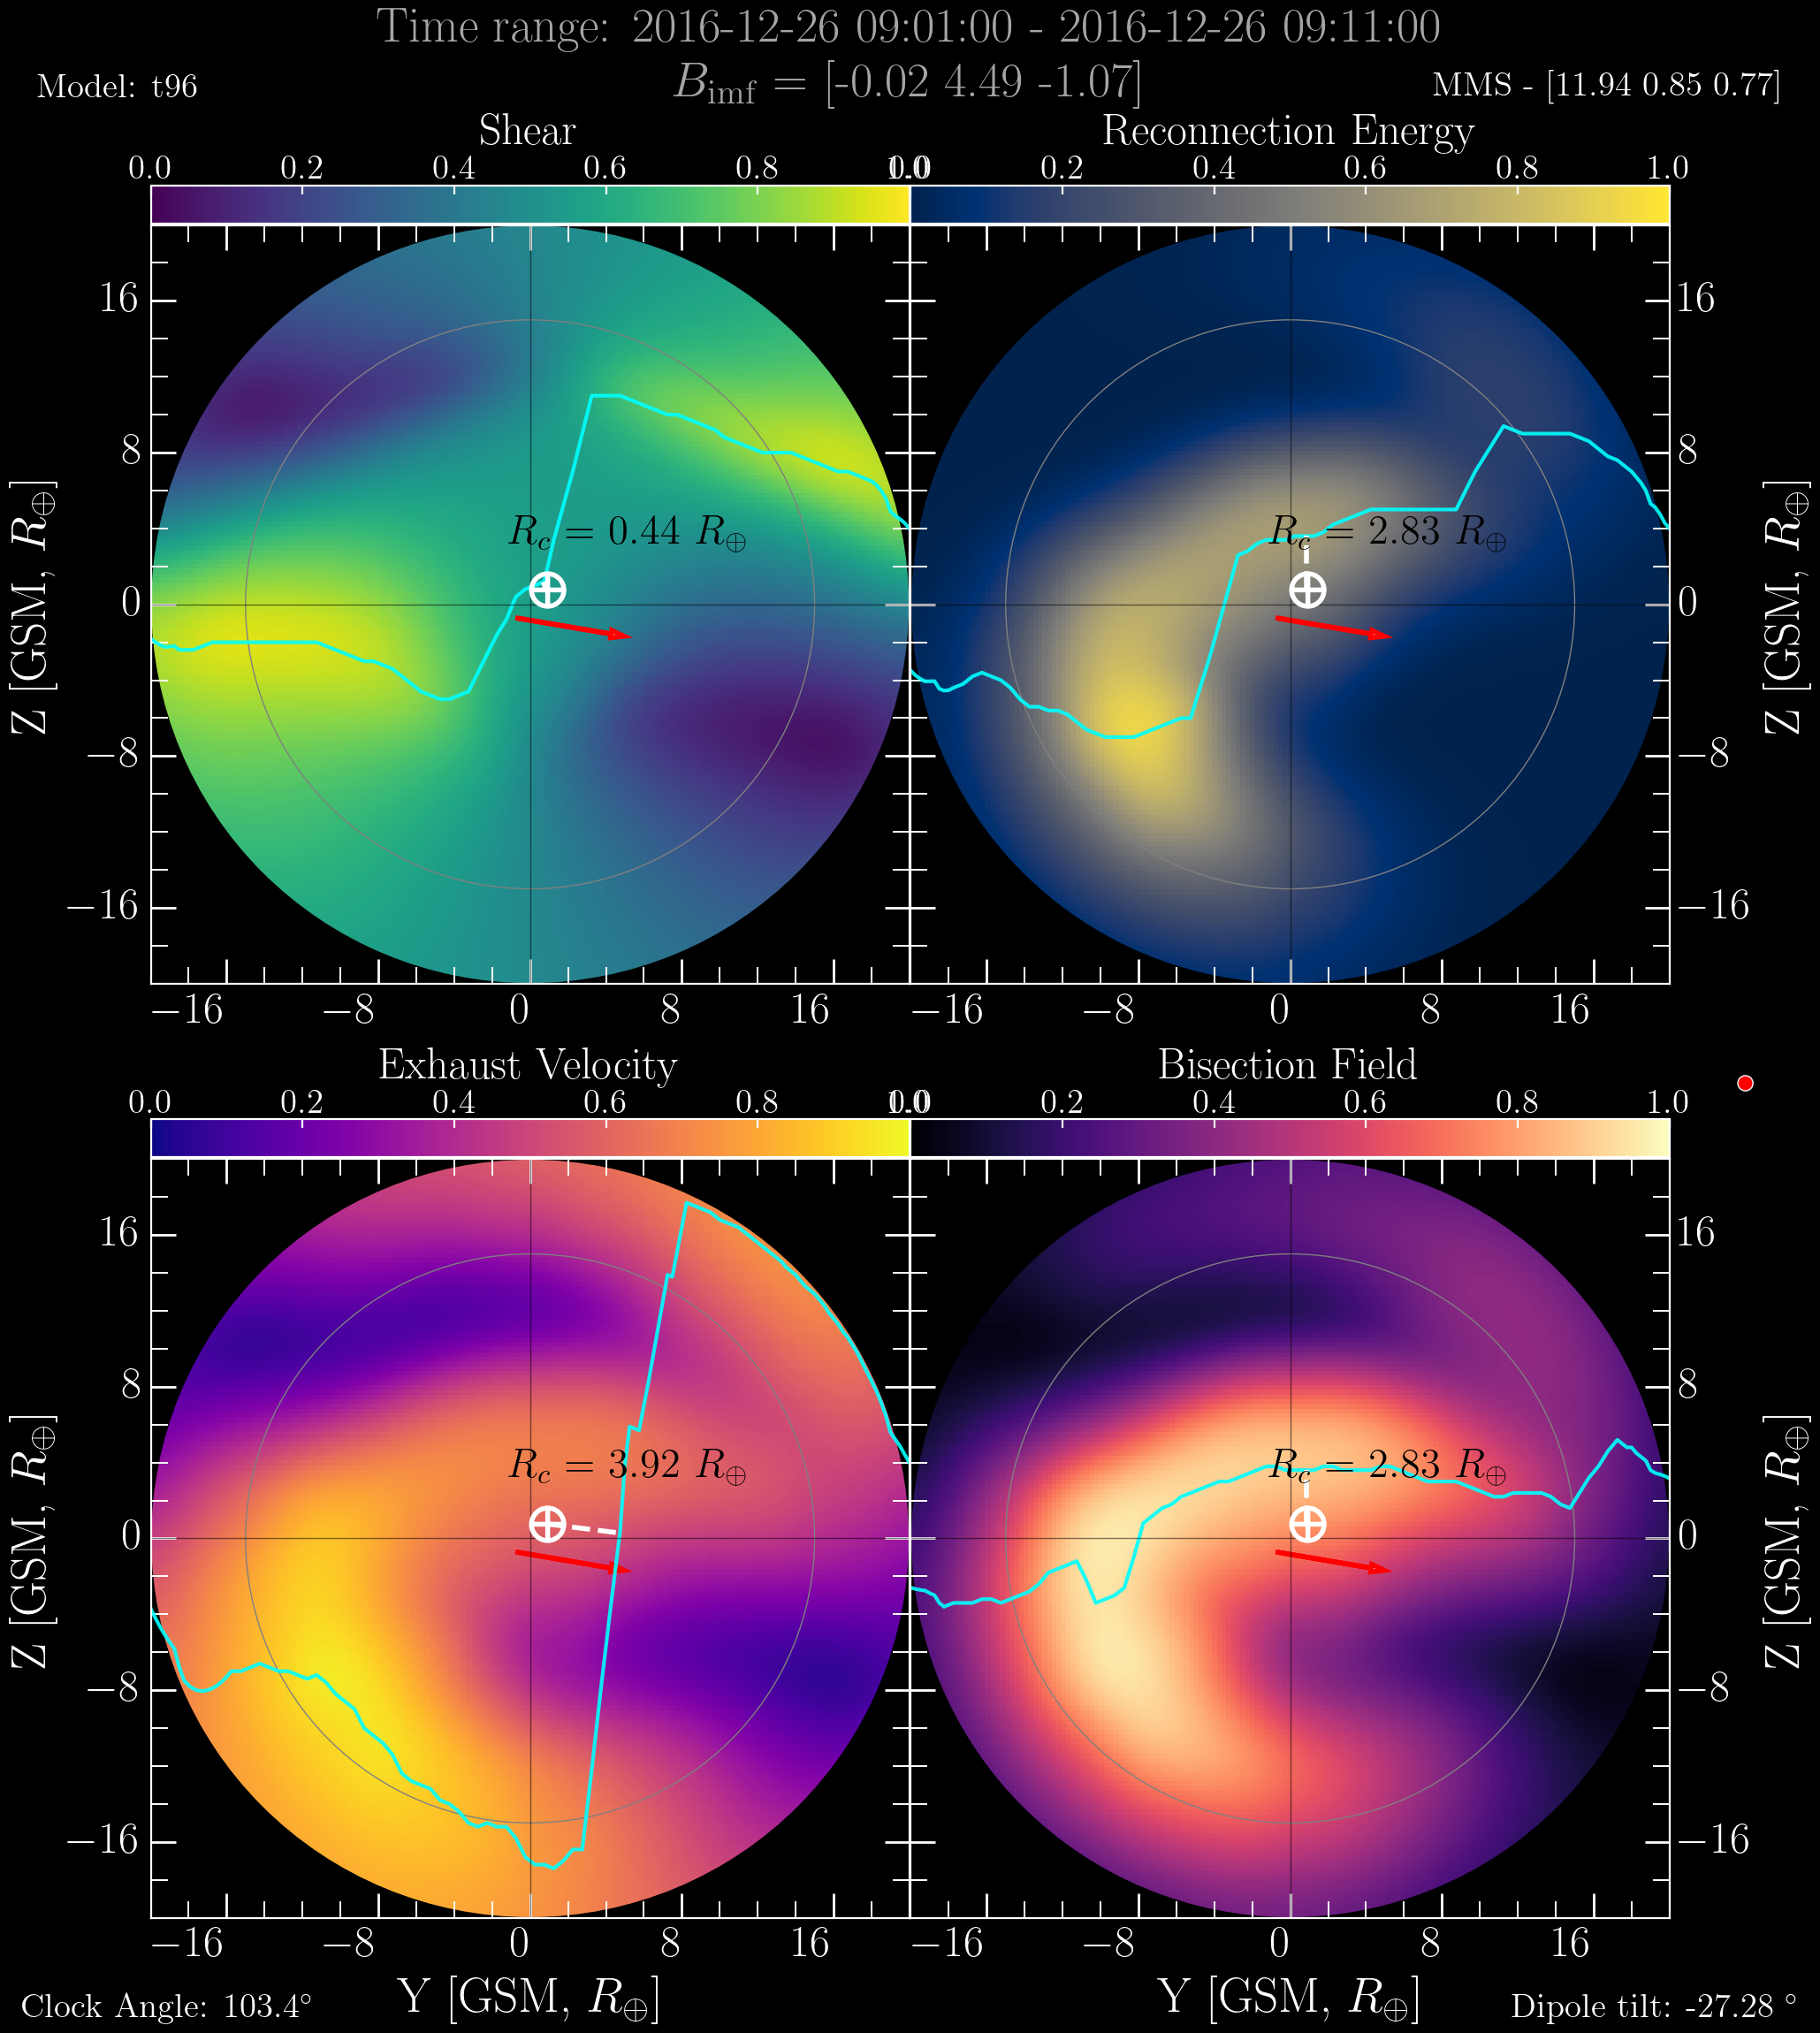 Time range: 2016-12-26 09:01:00 - 2016-12-26 09:11:00
Model: t96
B_imf = [-0.02 4.49 -1.07]
MMS - [11.94 0.85 0.77]
Shear
Reconnection Energy
0.0 0.2 0.4 0.6 0.8 1.0
0.0 0.2 0.4 0.6 0.8 1.0
16
8
0
−8
−16
Z [GSM, R⊕]
R_c = 0.44 R⊕
R_c = 2.83 R⊕
16
8
0
−8
−16
Z [GSM, R⊕]
−16 −8 0 8 16
−16 −8 0 8 16
Exhaust Velocity
Bisection Field
0.0 0.2 0.4 0.6 0.8 1.0
0.0 0.2 0.4 0.6 0.8 1.0
16
8
0
−8
−16
Z [GSM, R⊕]
R_c = 3.92 R⊕
R_c = 2.83 R⊕
16
8
0
−8
−16
Z [GSM, R⊕]
−16 −8 0 8 16
−16 −8 0 8 16
Y [GSM, R⊕]
Y [GSM, R⊕]
Clock Angle: 103.4°
Dipole tilt: -27.28 °